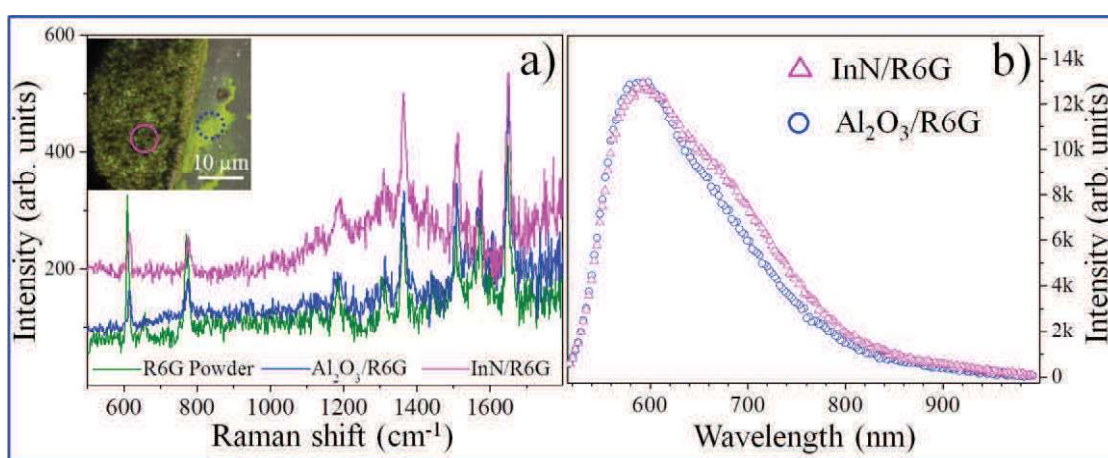 600
400
200
Intensity (arb. units)
a)
10 μm
R6G Powder
Al₂O₃/R6G
InN/R6G
600 800 1000 1200 1400 1600
Raman shift (cm⁻¹)
b)
InN/R6G
Al₂O₃/R6G
14k
12k
10k
8k
6k
4k
2k
0
Intensity (arb. units)
600 700 800 900
Wavelength (nm)